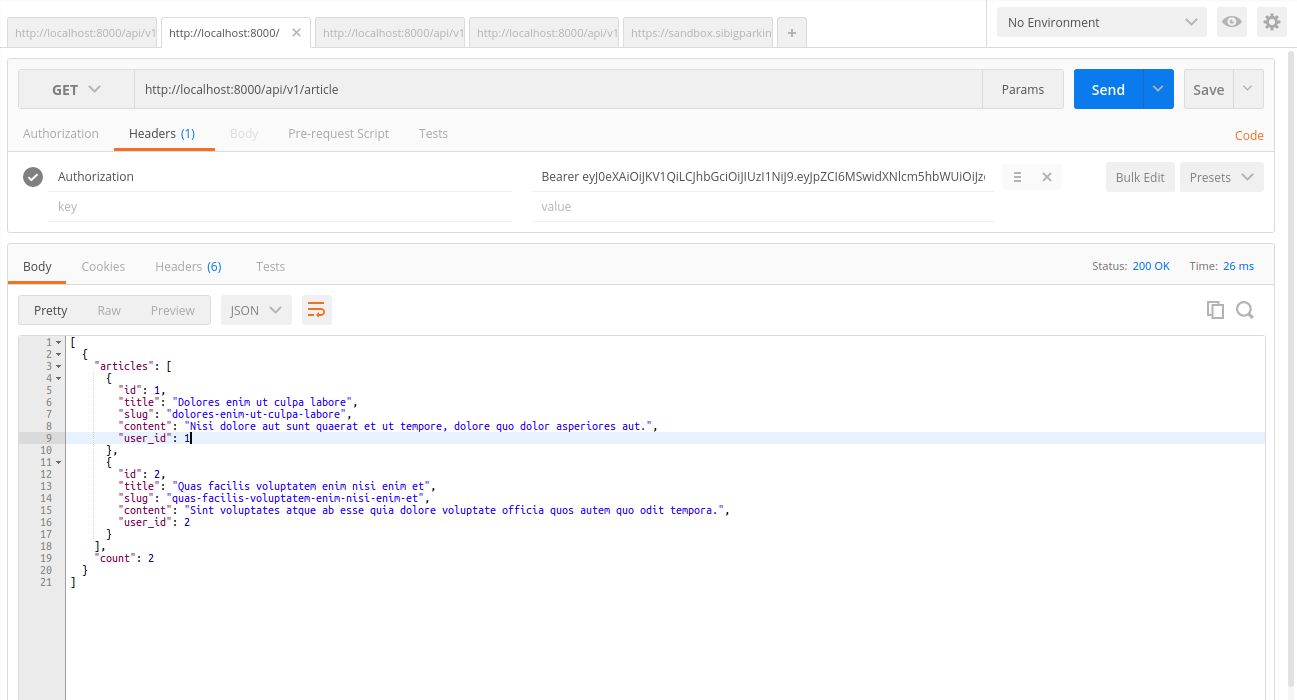 http://localhost:8000/api/v1 http://localhost:8000/ http://localhost:8000/api/v1 http://localhost:8000/api/v1 https://sandbox.sibigparkin + No Environment
GET http://localhost:8000/api/v1/article Params Send Save
Authorization Headers (1) Body Pre-request Script Tests Code
Authorization Bearer eyJ0eXAiOiJKV1QiLCJhbGciOiJIUzI1NiJ9.eyJpZCI6MSwidXNlcm5hbWUiOiJz Bulk Edit Presets
key value
Body Cookies Headers (6) Tests Status: 200 OK Time: 26 ms
Pretty Raw Preview JSON
1 [
2 {
3 "articles": [
4 {
5 "id": 1,
6 "title": "Dolores enim ut culpa labore",
7 "slug": "dolores-enim-ut-culpa-labore",
8 "content": "Nisi dolore aut sunt quaerat et ut tempore, dolore quo dolor asperiores aut.",
9 "user_id": 1
10 },
11 {
12 "id": 2,
13 "title": "Quas facilis voluptatem enim nisi enim et",
14 "slug": "quas-facilis-voluptatem-enim-nisi-enim-et",
15 "content": "Sint voluptates atque ab esse quia dolore voluptate officia quos autem quo odit tempora.",
16 "user_id": 2
17 }
18 ],
19 "count": 2
20 }
21 ]